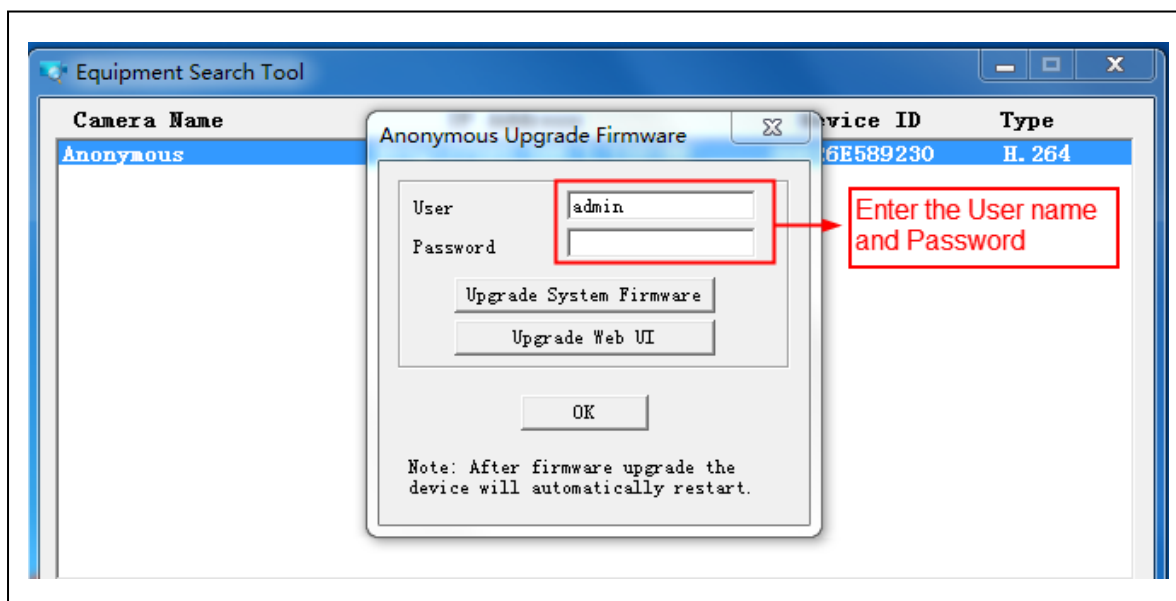 Equipment Search Tool
Camera Name Device ID Type
Anonymous 6E589230 H.264
Anonymous Upgrade Firmware
User admin
Password
Enter the User name
and Password
Upgrade System Firmware
Upgrade Web UI
OK
Note: After firmware upgrade the
device will automatically restart.